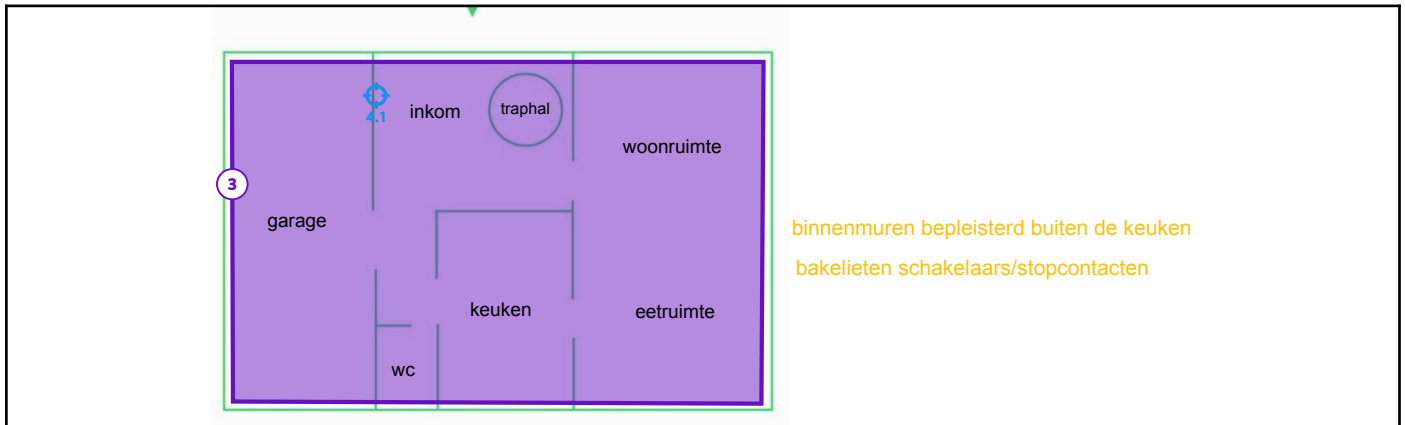 4.1
inkom
traphal
woonruimte
3
garage
binnenmuren bepleisterd buiten de keuken
bakelieten schakelaars/stopcontacten
keuken
eetruimte
wc